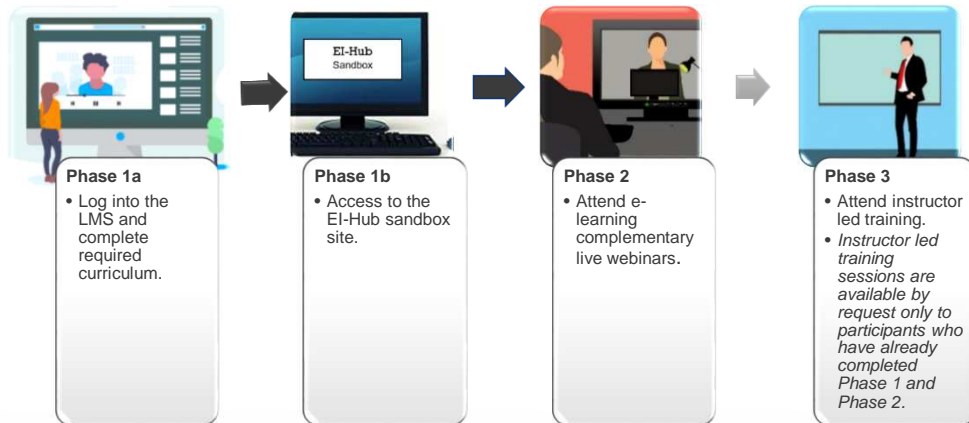 EI-Hub
Sandbox
Phase 1a
• Log into the
LMS and
complete
required
curriculum.
Phase 1b
• Access to the
EI-Hub sandbox
site.
Phase 2
• Attend e-
learning
complementary
live webinars.
Phase 3
• Attend instructor
led training.
• Instructor led
training
sessions are
available by
request only to
participants who
have already
completed
Phase 1 and
Phase 2.